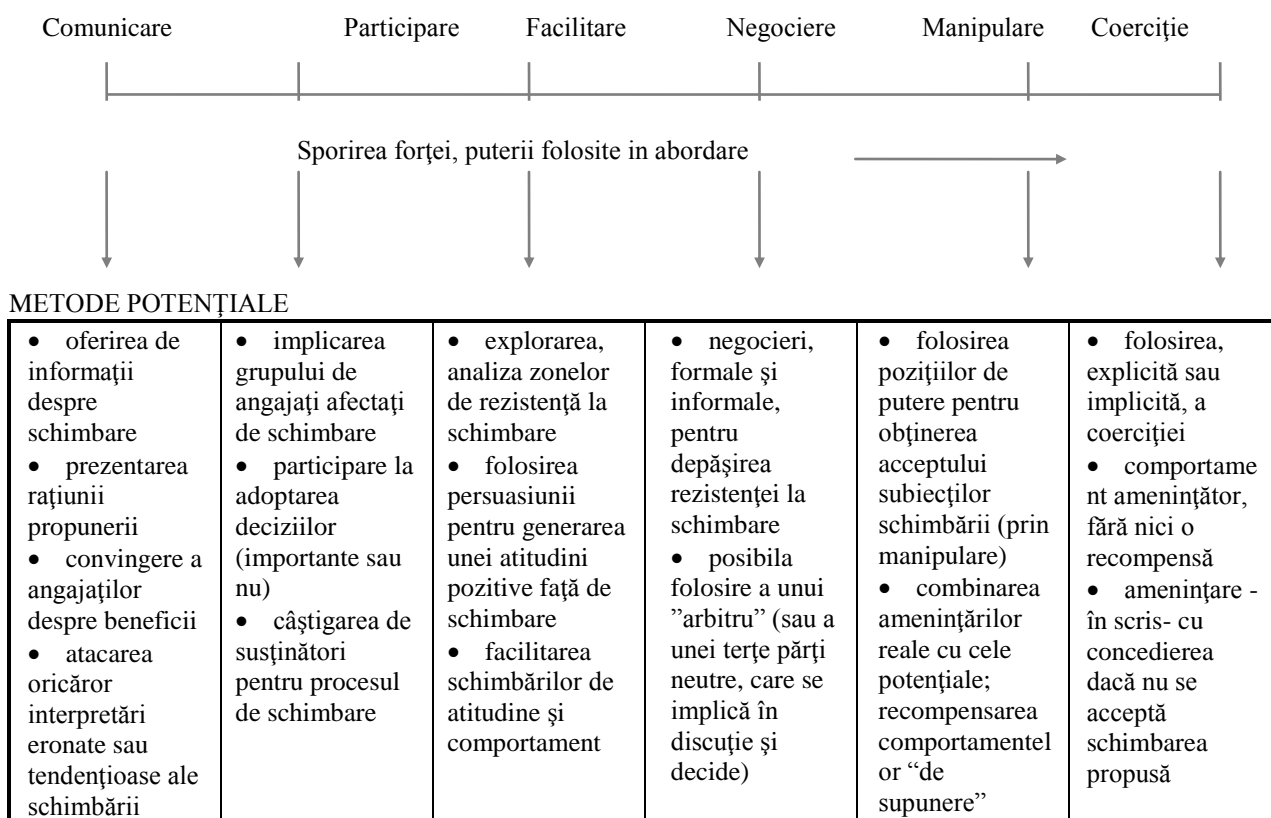 Comunicare Participare Facilitare Negociere Manipulare Coerciţie
Sporirea forţei, puterii folosite in abordare
METODE POTENŢIALE
• oferirea de
informaţii
despre
schimbare
• prezentarea
raţiunii
propunerii
• convingere a
angajaţilor
despre beneficii
• atacarea
oricăror
interpretări
eronate sau
tendenţioase ale
schimbării
• implicarea
grupului de
angajaţi afectaţi
de schimbare
• participare la
adoptarea
deciziilor
(importante sau
nu)
• câştigarea de
susţinători
pentru procesul
de schimbare
• explorarea,
analiza zonelor
de rezistenţă la
schimbare
• folosirea
persuasiunii
pentru generarea
unei atitudini
pozitive faţă de
schimbare
• facilitarea
schimbărilor de
atitudine şi
comportament
• negocieri,
formale şi
informale,
pentru
depăşirea
rezistenţei la
schimbare
• posibila
folosire a unui
”arbitru” (sau a
unei terţe părţi
neutre, care se
implică în
discuţie şi
decide)
• folosirea
poziţiilor de
putere pentru
obţinerea
acceptului
subiecţilor
schimbării (prin
manipulare)
• combinarea
ameninţărilor
reale cu cele
potenţiale;
recompensarea
comportamentel
or “de
supunere”
• folosirea,
explicită sau
implicită, a
coerciţiei
• comportame
nt ameninţător,
fără nici o
recompensă
• ameninţare -
în scris- cu
concedierea
dacă nu se
acceptă
schimbarea
propusă